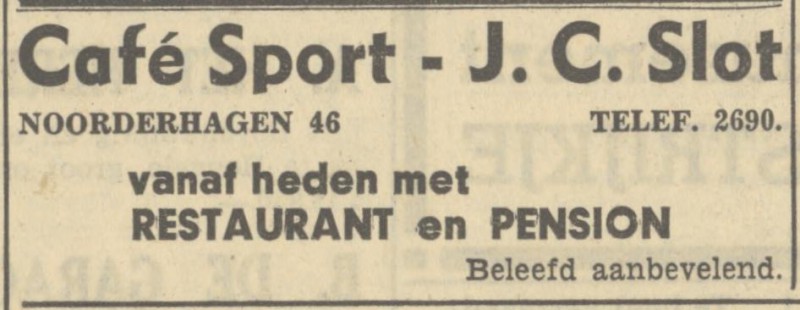 Café Sport - J. C. Slot
NOORDERHAGEN 46 TELEF. 2690.
vanaf heden met
RESTAURANT en PENSION
Beleefd aanbevelend.